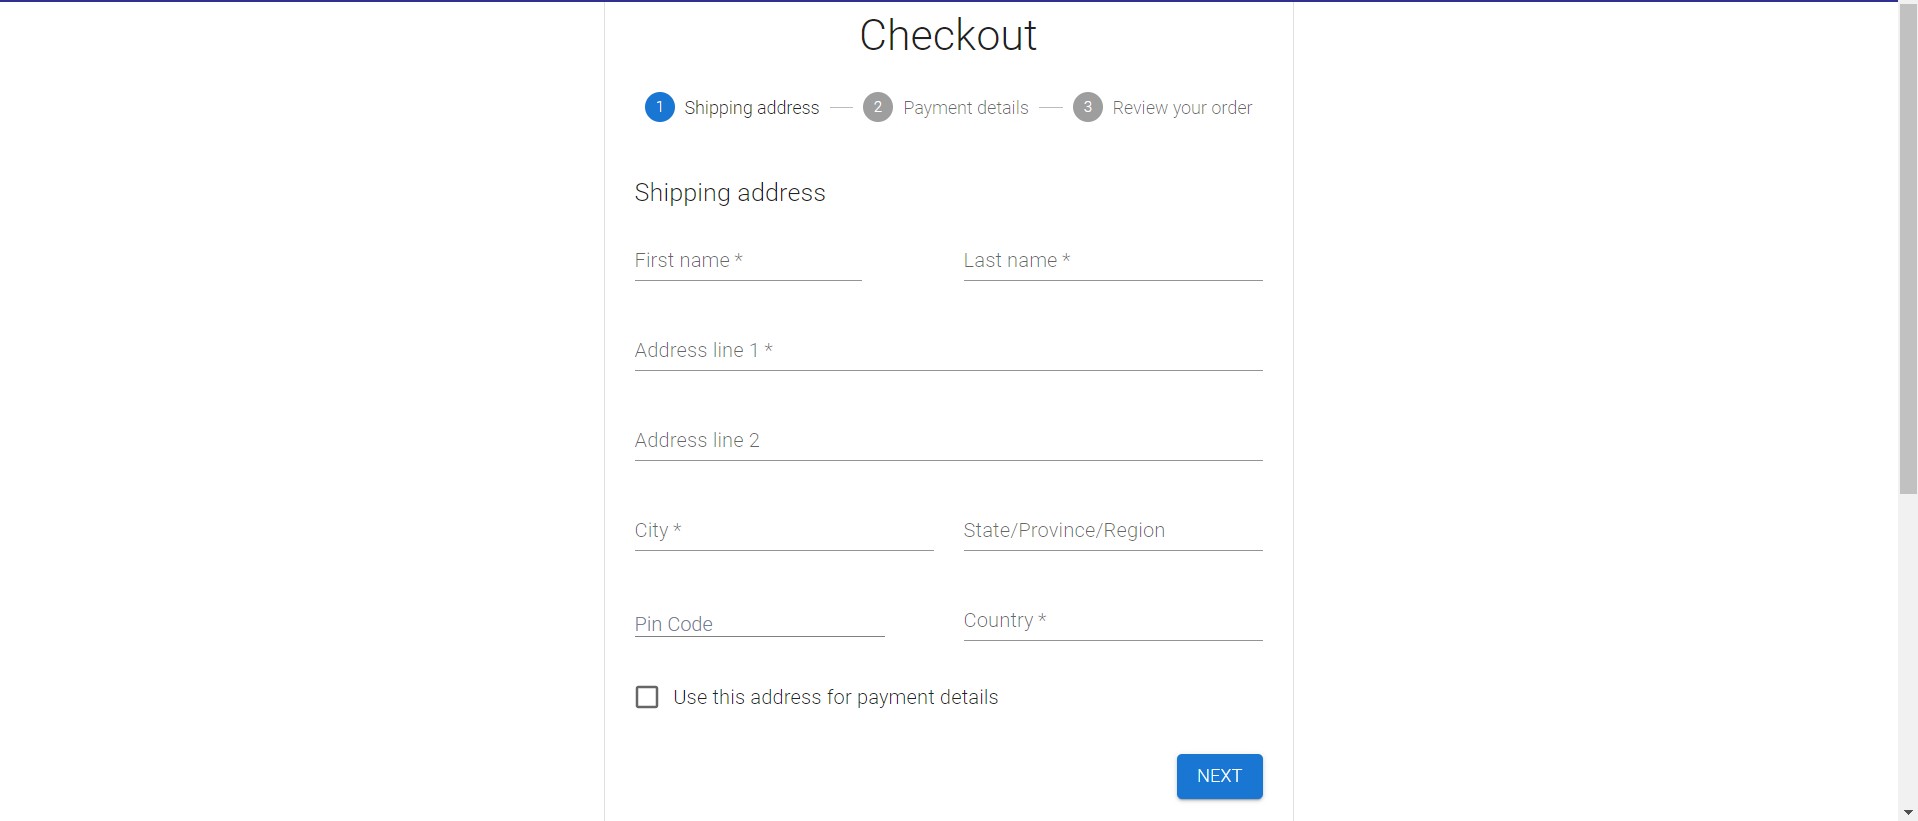 Checkout
1 Shipping address 2 Payment details 3 Review your order
Shipping address
First name * Last name *
Address line 1 *
Address line 2
City * State/Province/Region
Pin Code Country *
Use this address for payment details
NEXT